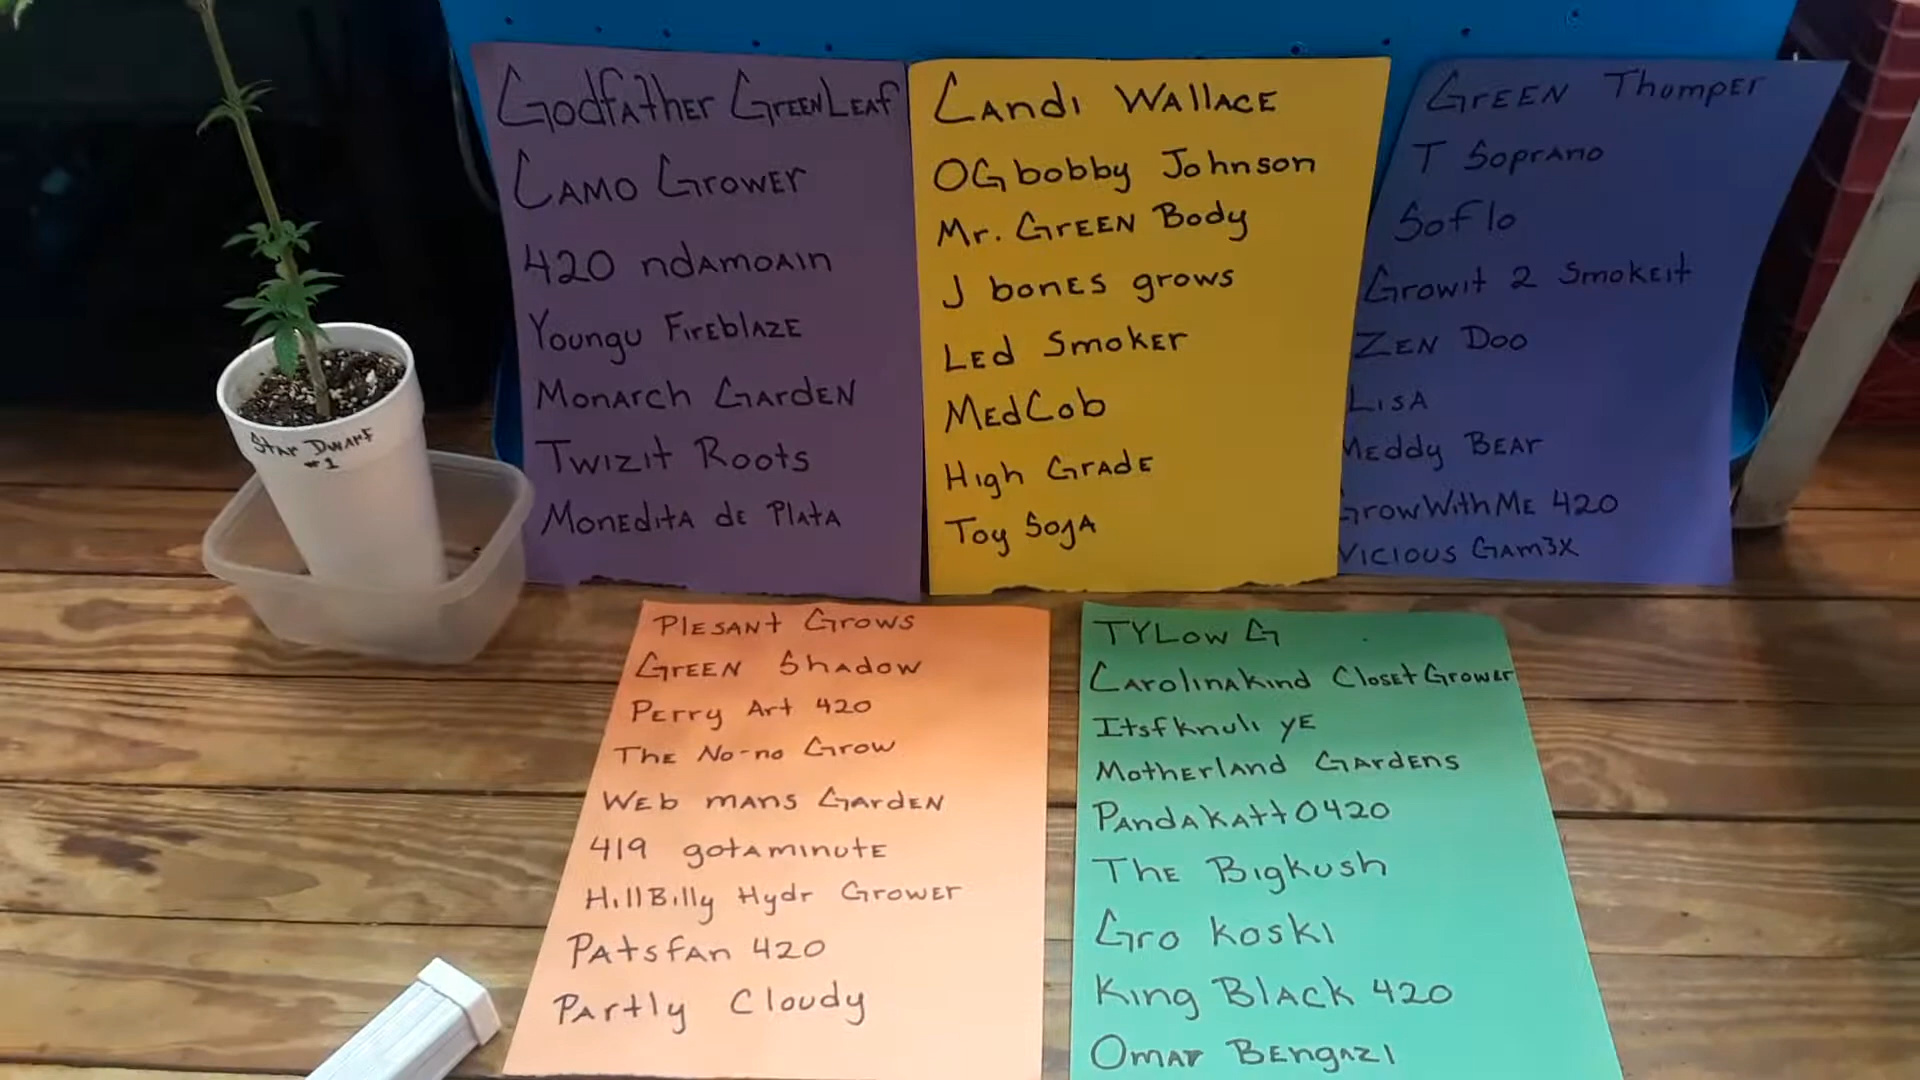 Godfather GreenLeaf
Camo Grower
420 ndamoain
Youngu Fireblaze
Monarch Garden
Twizit Roots
Monedita de Plata
Candi Wallace
OGbobby Johnson
Mr. Green Body
J bones grows
Led Smoker
MedCob
High Grade
Toy Soja
Green Thumper
T Soprano
Soflo
Growit 2 Smokeit
Zen Doo
Lisa
Meddy Bear
GrowWithMe 420
Vicious Gam3x
Star Dwarf
#1
Plesant Grows
Green Shadow
Perry Art 420
The No-no Grow
Web mans Garden
419 gotaminute
HillBilly Hydr Grower
Patsfan 420
Partly Cloudy
TYLow G
Carolinakind ClosetGrower
Itsfknuli ye
Motherland Gardens
Pandakatt0420
The Bigkush
Gro koski
King Black 420
Omar Bengazi